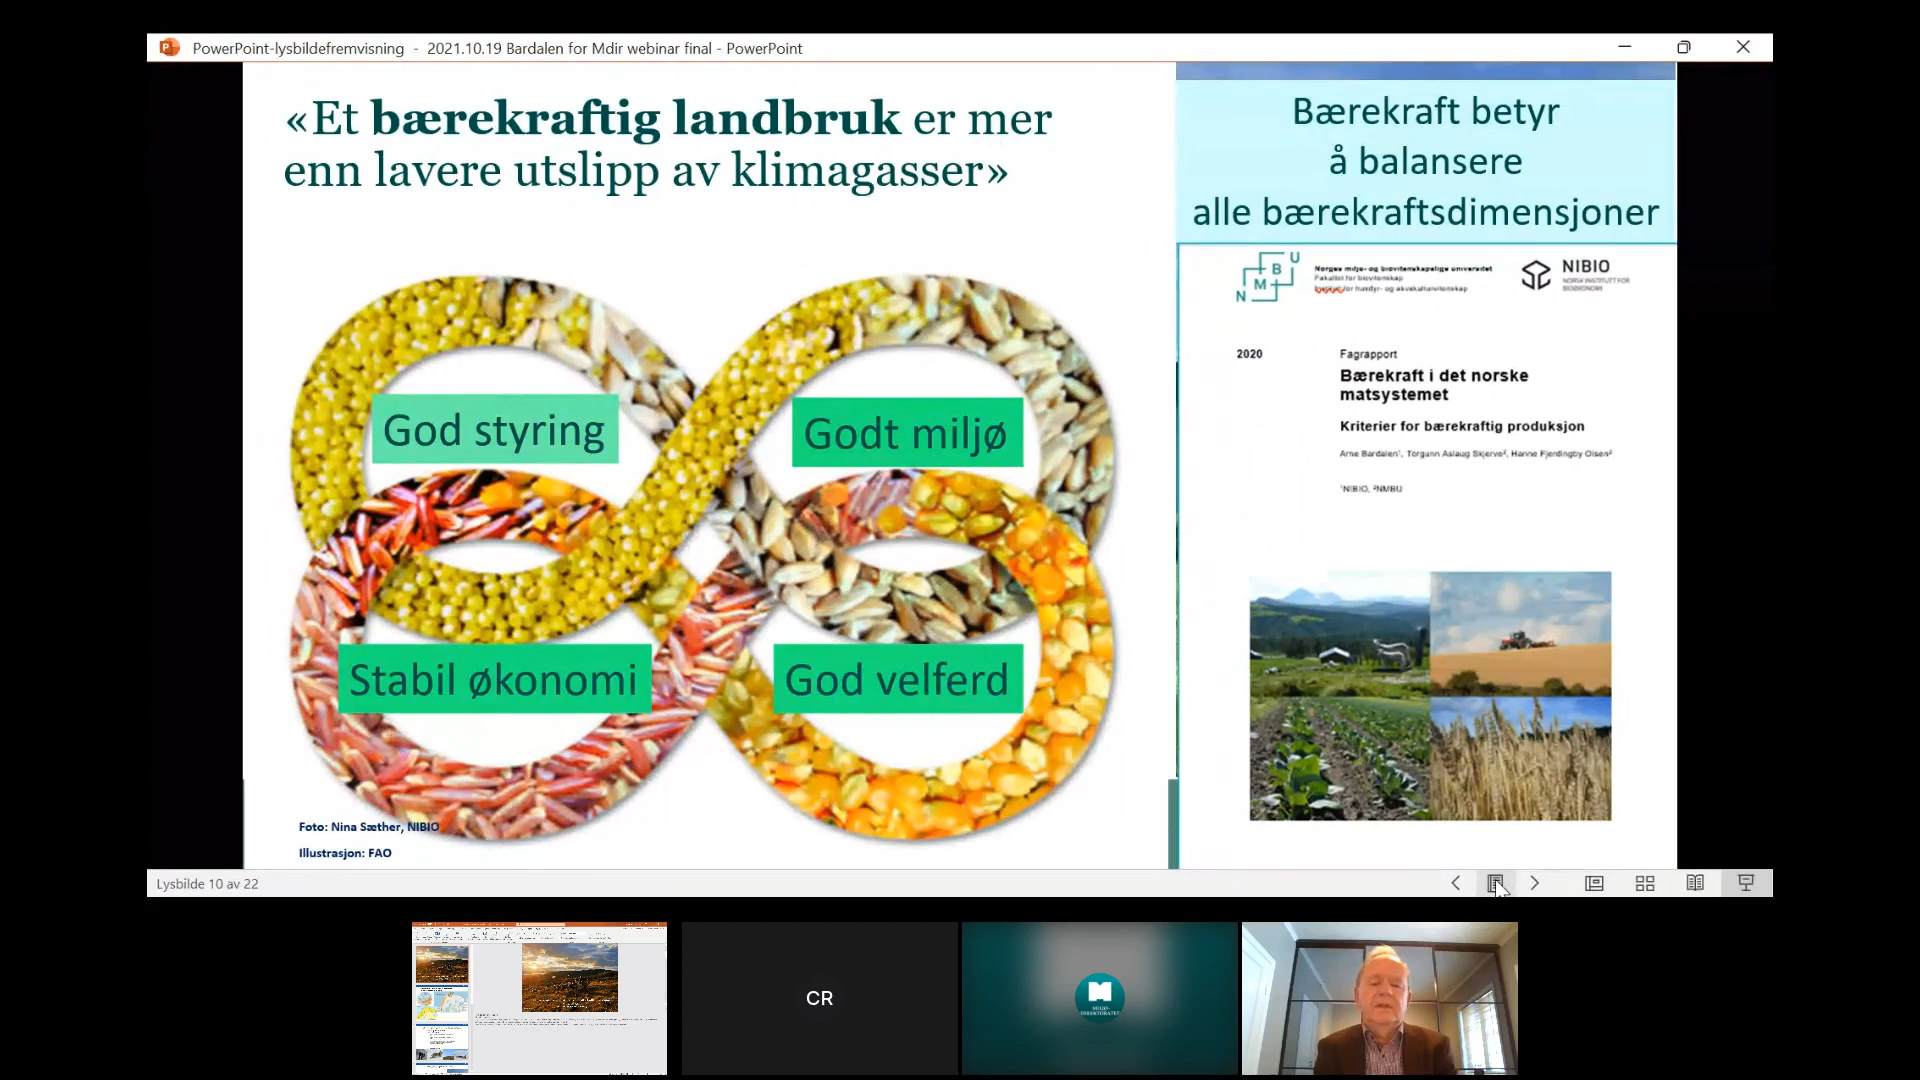 PowerPoint-lysbildefremvisning - 2021.10.19 Bardalen for Mdir webinar final - PowerPoint
«Et bærekraftig landbruk er mer
enn lavere utslipp av klimagasser»
God styring
Godt miljø
Stabil økonomi
God velferd
Foto: Nina Sæther, NIBIO
Illustrasjon: FAO
Bærekraft betyr
å balansere
alle bærekraftsdimensjoner
N M B U
Norges miljø- og biovitenskapelige universitet
Fakultet for biovitenskap
for husdyr- og akvakulturvitenskap
NIBIO
NORSK INSTITUTT FOR
BIOØKONOMI
2020
Fagrapport
Bærekraft i det norske
matsystemet
Kriterier for bærekraftig produksjon
Arne Bardalen¹, Torgunn Aslaug Skjerve², Hanne Fjerdingby Olsen²
¹NIBIO, ²NMBU
Lysbilde 10 av 22
CR
MILJØ-
DIREKTORATET